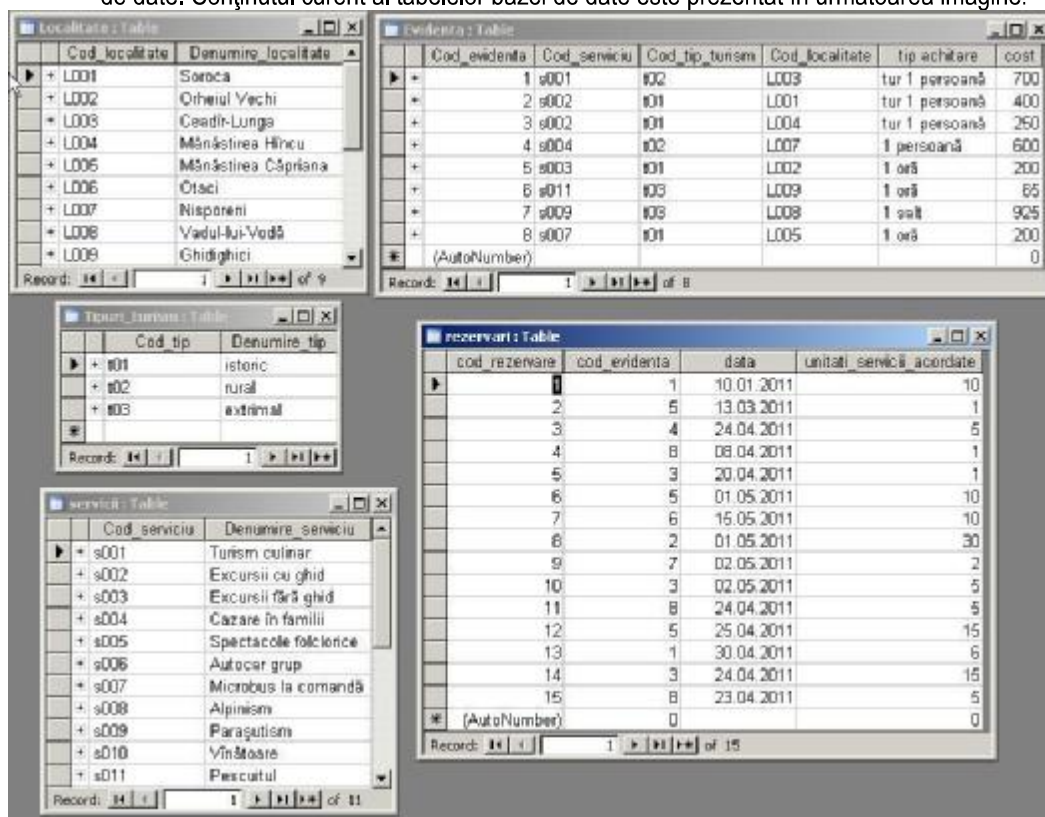 de date. Conținutul curent al tabelelor bazei de date este prezentat în următoarea imagine.
Localitate : Table
Cod_localitate Denumire_localitate
L001 Soroca
L002 Orheiul Vechi
L003 Ceadîr-Lunga
L004 Mănăstirea Hîncu
L005 Mănăstirea Căpriana
L006 Otaci
L007 Nisporeni
L008 Vadul-lui-Vodă
L009 Ghidighici
Record: 1 of 9
Evidenta : Table
Cod_evidenta Cod_serviciu Cod_tip_turism Cod_localitate tip achitare cost
1 s001 t02 L003 tur 1 persoană 700
2 s002 t01 L001 tur 1 persoană 400
3 s002 t01 L004 tur 1 persoană 250
4 s004 t02 L007 1 persoană 600
5 s003 t01 L002 1 oră 200
6 s011 t03 L009 1 oră 65
7 s009 t03 L008 1 salt 925
8 s007 t01 L005 1 oră 200
(AutoNumber) 0
Record: 1 of 8
Tipuri_turism : Table
Cod_tip Denumire_tip
t01 istoric
t02 rural
t03 extrimal
Record: 1
rezervari : Table
cod_rezervare cod_evidenta data unitati_servicii_acordate
1 1 10.01.2011 10
2 5 13.03.2011 1
3 4 24.04.2011 5
4 8 08.04.2011 1
5 3 20.04.2011 1
6 5 01.05.2011 10
7 6 15.05.2011 10
8 2 01.05.2011 30
9 7 02.05.2011 2
10 3 02.05.2011 5
11 8 24.04.2011 5
12 5 25.04.2011 15
13 1 30.04.2011 6
14 3 24.04.2011 15
15 8 23.04.2011 5
(AutoNumber) 0 0
Record: 1 of 15
servicii : Table
Cod_serviciu Denumire_serviciu
s001 Turism culinar
s002 Excursii cu ghid
s003 Excursii fără ghid
s004 Cazare în familii
s005 Spectacole folclorice
s006 Autocar grup
s007 Microbus la comandă
s008 Alpinism
s009 Parașutism
s010 Vînătoare
s011 Pescuitul
Record: 1 of 11